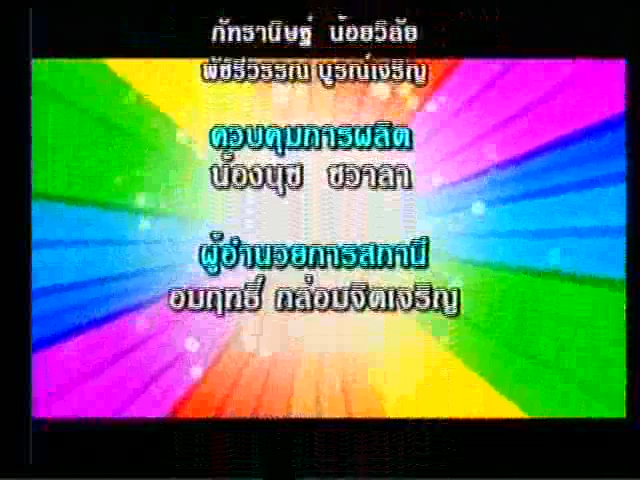 ภัทรานิษฐ์ น้อยวิลัย
พัชรีวรรณ บูรณ์เจริญ
ควบคุมการผลิต
น้องนุช ชวาลา
ผู้อำนวยการสถานี
อมฤทธิ์ กล่อมจิตเจริญ